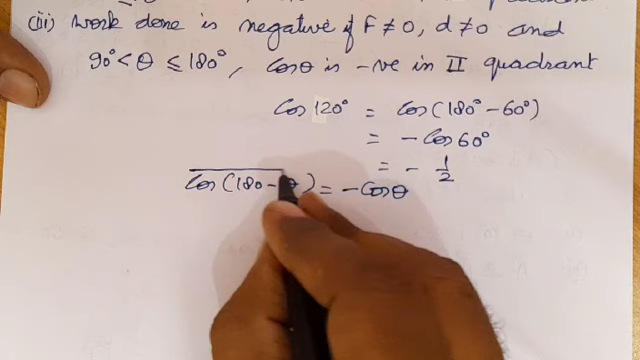 (iii) work done is negative if F ≠ 0, d ≠ 0 and
90° < θ ≤ 180°, Cosθ is -ve in II quadrant
Cos 120° = Cos (180° - 60°)
= - Cos 60°
= - 1/2
Cos (180 - θ) = - Cosθ